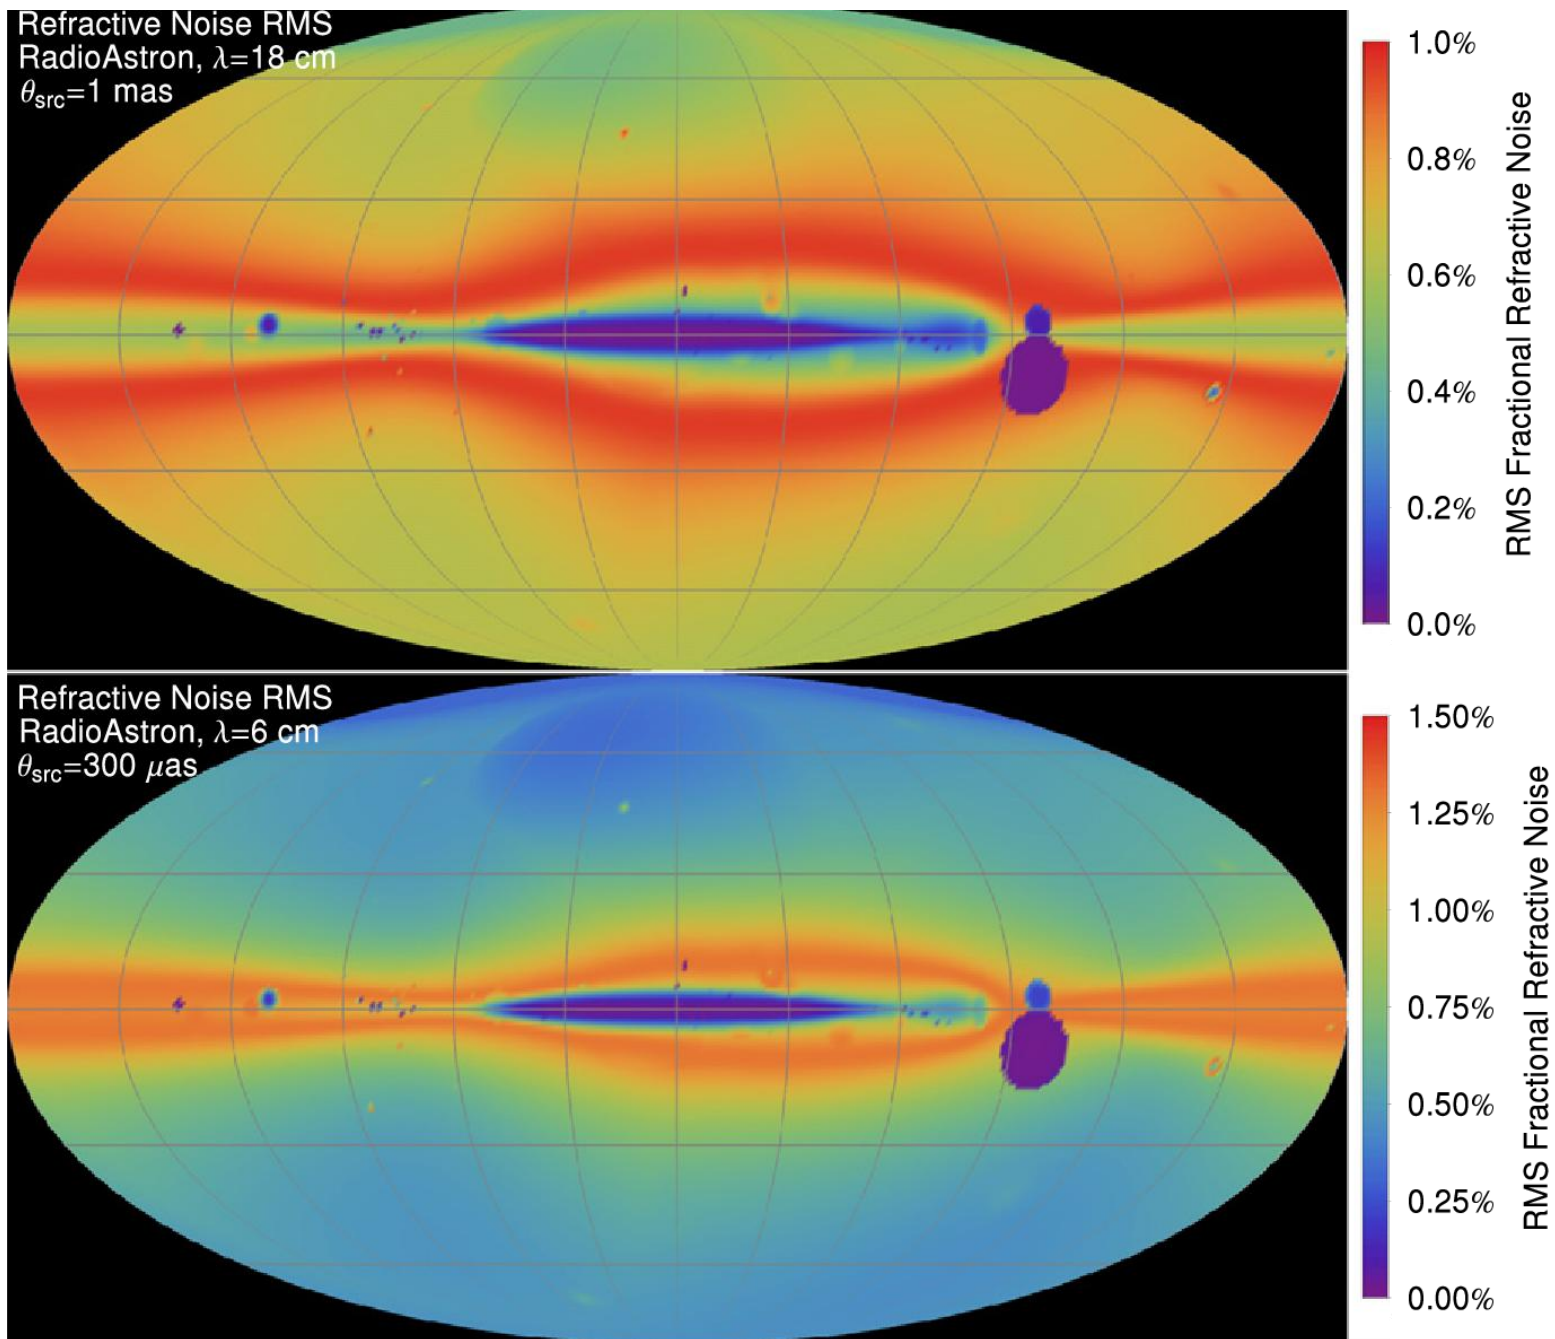 Refractive Noise RMS
RadioAstron, λ=18 cm
θsrc=1 mas
1.0%
0.8%
0.6%
0.4%
0.2%
0.0%
RMS Fractional Refractive Noise
Refractive Noise RMS
RadioAstron, λ=6 cm
θsrc=300 μas
1.50%
1.25%
1.00%
0.75%
0.50%
0.25%
0.00%
RMS Fractional Refractive Noise